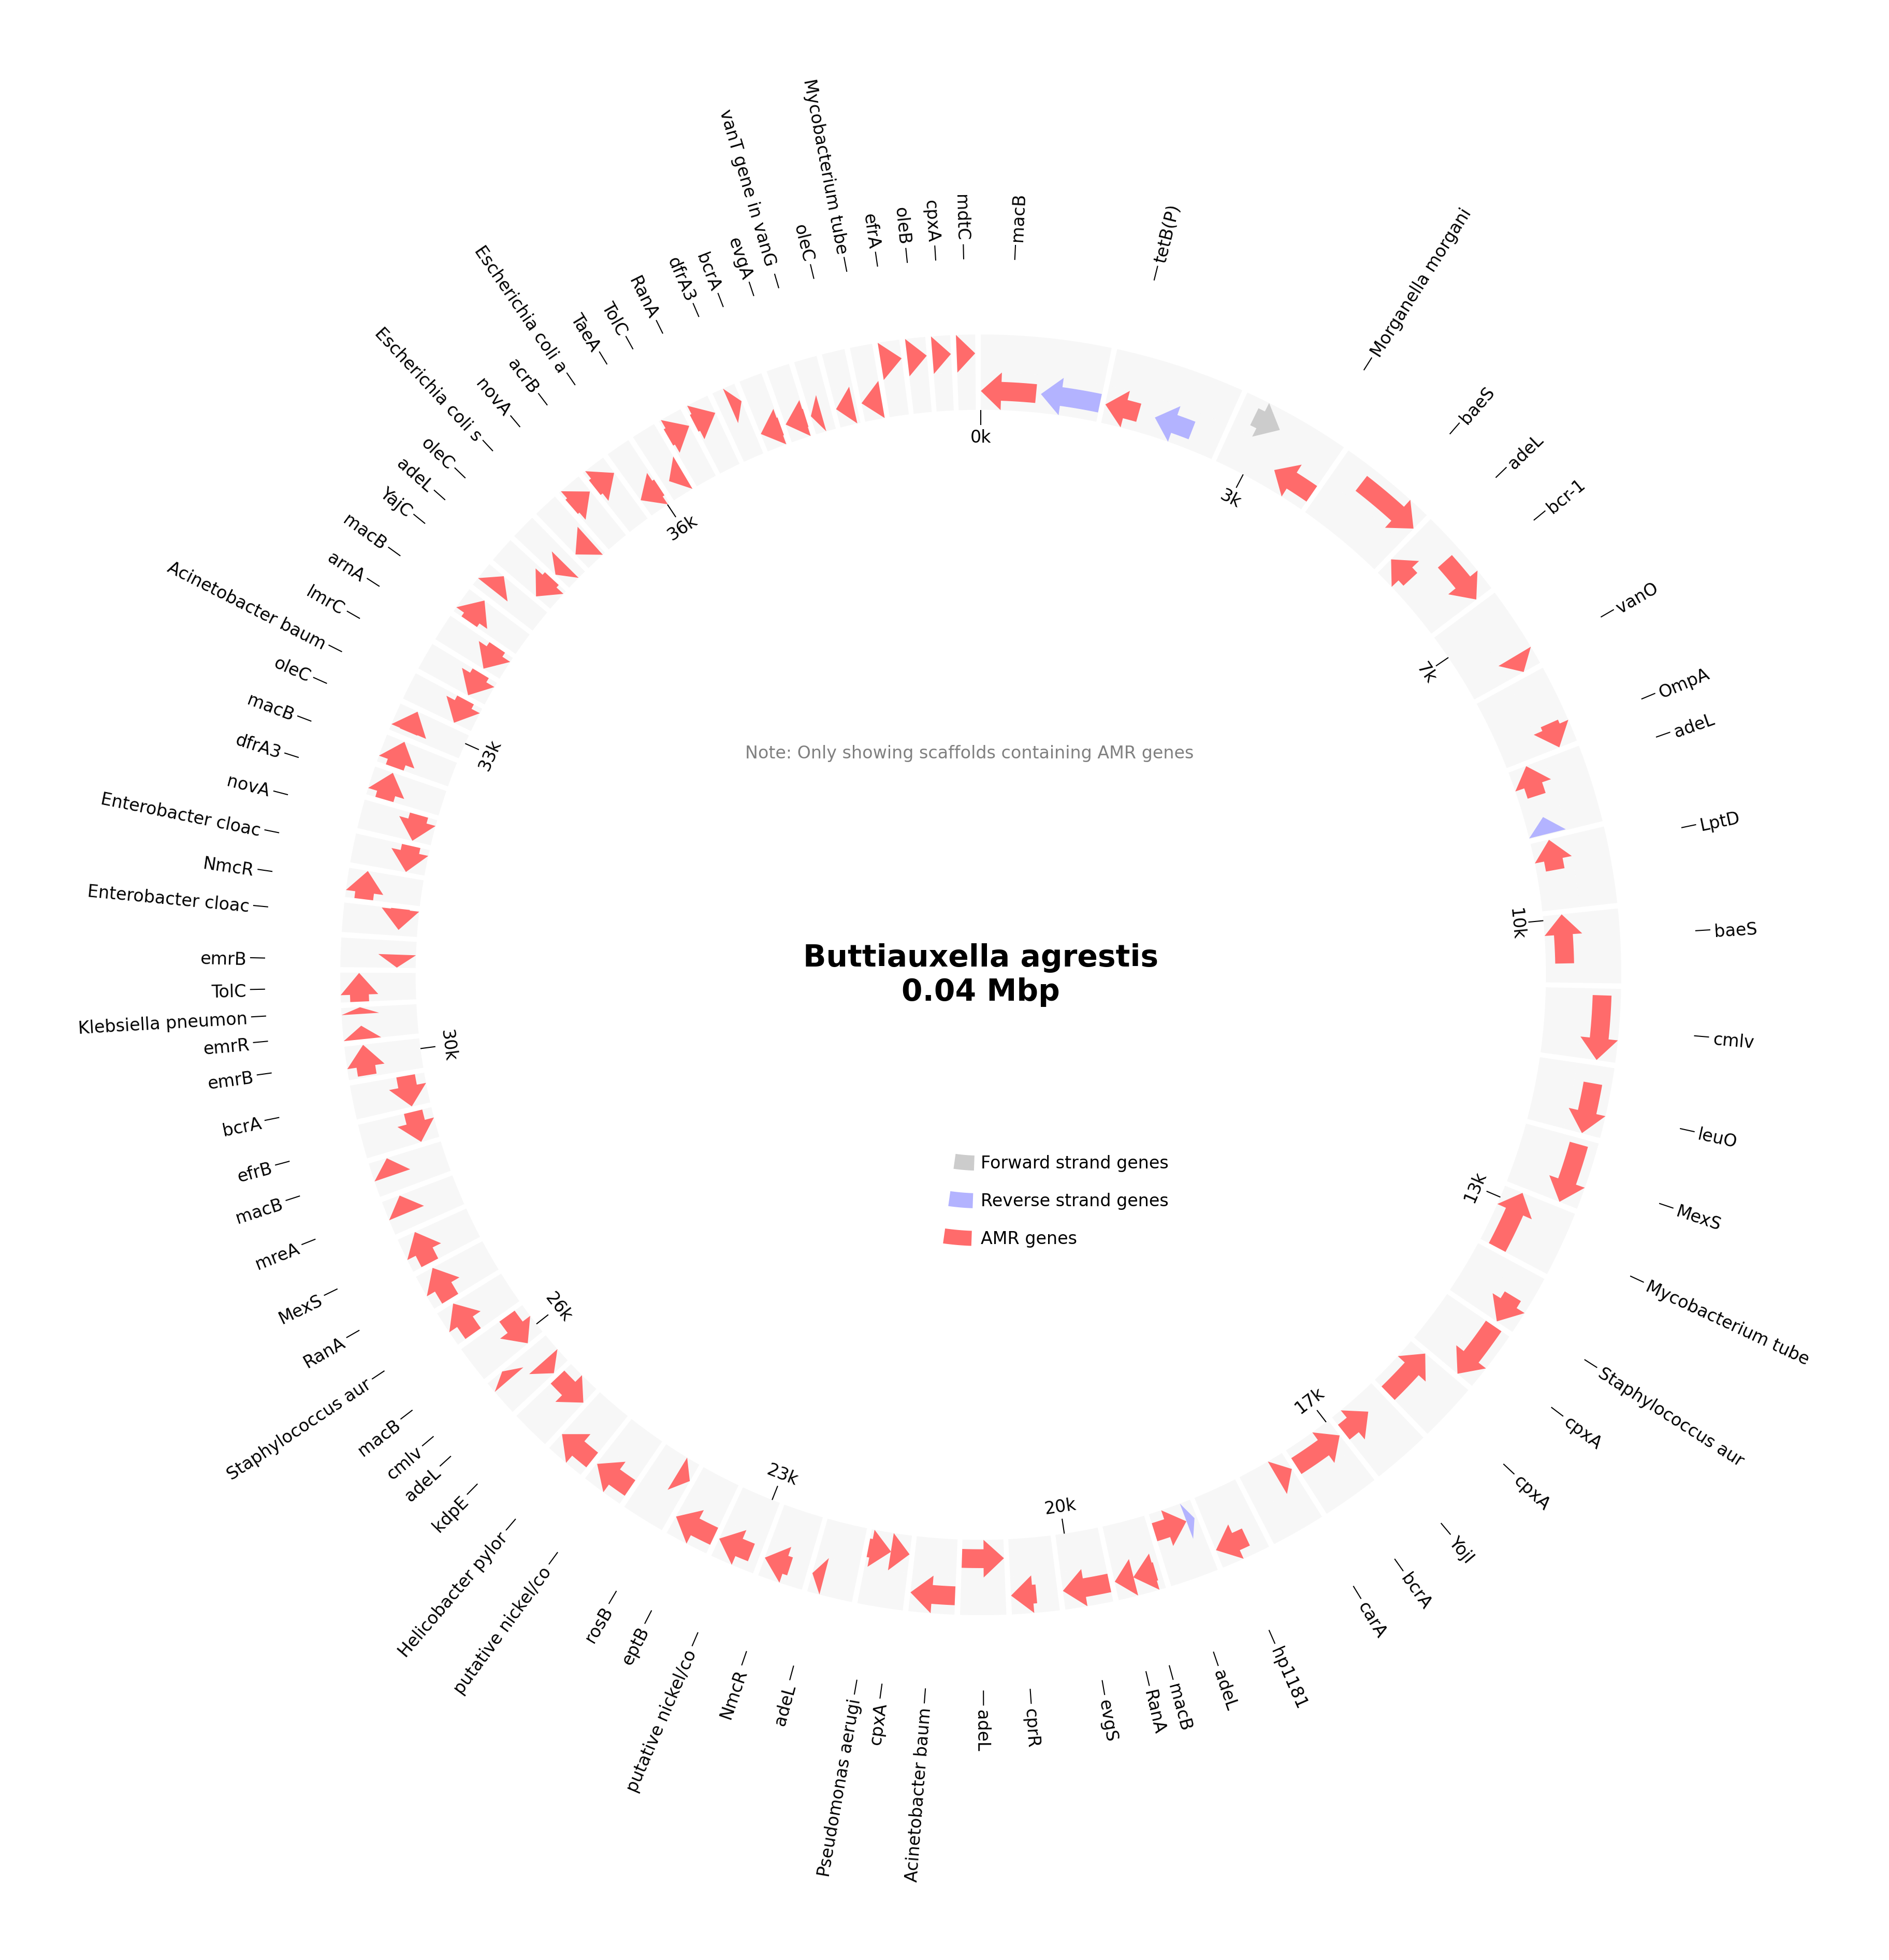 macB
tetB(P)
Morganella morgani
baeS
adeL
bcr-1
vanO
OmpA
adeL
LptD
baeS
cmlv
leuO
MexS
Mycobacterium tube
Staphylococcus aur
cpxA
cpxA
YojI
bcrA
carA
hp1181
adeL
macB
RanA
evgS
cprR
adeL
Acinetobacter baum
cpxA
Pseudomonas aerugi
adeL
NmcR
putative nickel/co
eptB
rosB
putative nickel/co
Helicobacter pylor
kdpE
adeL
cmlv
macB
Staphylococcus aur
RanA
MexS
mreA
macB
efrB
bcrA
emrB
emrR
Klebsiella pneumon
TolC
emrB
Enterobacter cloac
NmcR
Enterobacter cloac
novA
dfrA3
macB
oleC
Acinetobacter baum
lmrC
arnA
macB
YajC
adeL
oleC
Escherichia coli s
novA
acrB
Escherichia coli a
TaeA
TolC
RanA
dfrA3
bcrA
evgA
vanT gene in vanG
oleC
Mycobacterium tube
efrA
oleB
cpxA
mdtC
0k
3k
7k
10k
13k
17k
20k
23k
26k
30k
33k
36k
Note: Only showing scaffolds containing AMR genes
Buttiauxella agrestis
0.04 Mbp
Forward strand genes
Reverse strand genes
AMR genes